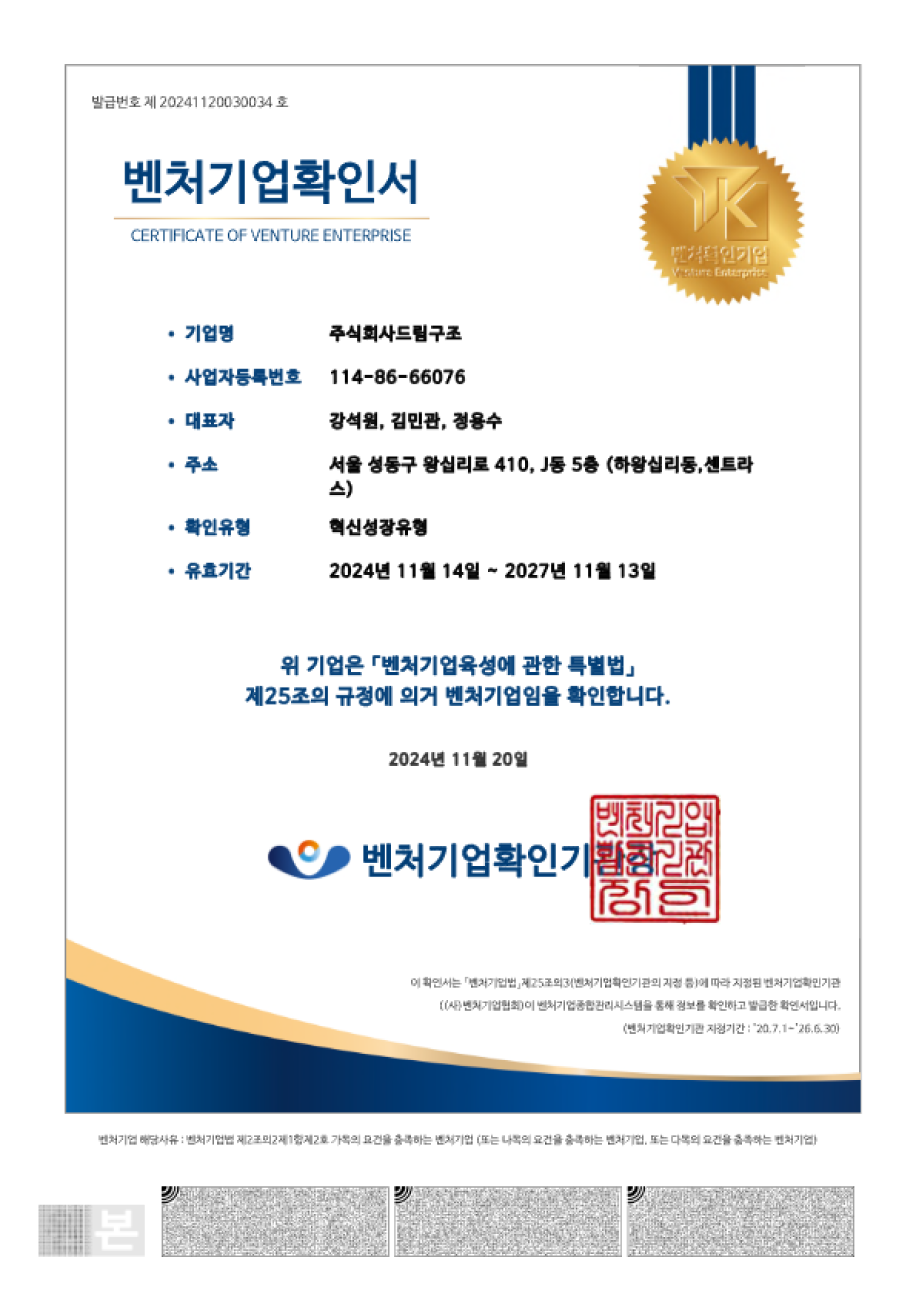 발급번호 제 20241120030034 호
벤처기업확인서
CERTIFICATE OF VENTURE ENTERPRISE
벤처확인기업
Venture Enterprise
• 기업명 주식회사드림구조
• 사업자등록번호 114-86-66076
• 대표자 강석원, 김민관, 정용수
• 주소 서울 성동구 왕십리로 410, J동 5층 (하왕십리동,센트라
스)
• 확인유형 혁신성장유형
• 유효기간 2024년 11월 14일 ~ 2027년 11월 13일
위 기업은 「벤처기업육성에 관한 특별법」
제25조의 규정에 의거 벤처기업임을 확인합니다.
2024년 11월 20일
벤처기업확인기관장
이 확인서는 「벤처기업법」제25조의3(벤처기업확인기관의 지정 등)에 따라 지정된 벤처기업확인기관
((사)벤처기업협회)이 벤처기업종합관리시스템을 통해 정보를 확인하고 발급한 확인서입니다.
(벤처기업확인기관 지정기간 : '20.7.1~'26.6.30)
벤처기업 해당사유 : 벤처기업법 제2조의2제1항제2호 가목의 요건을 충족하는 벤처기업 (또는 나목의 요건을 충족하는 벤처기업, 또는 다목의 요건을 충족하는 벤처기업)
본